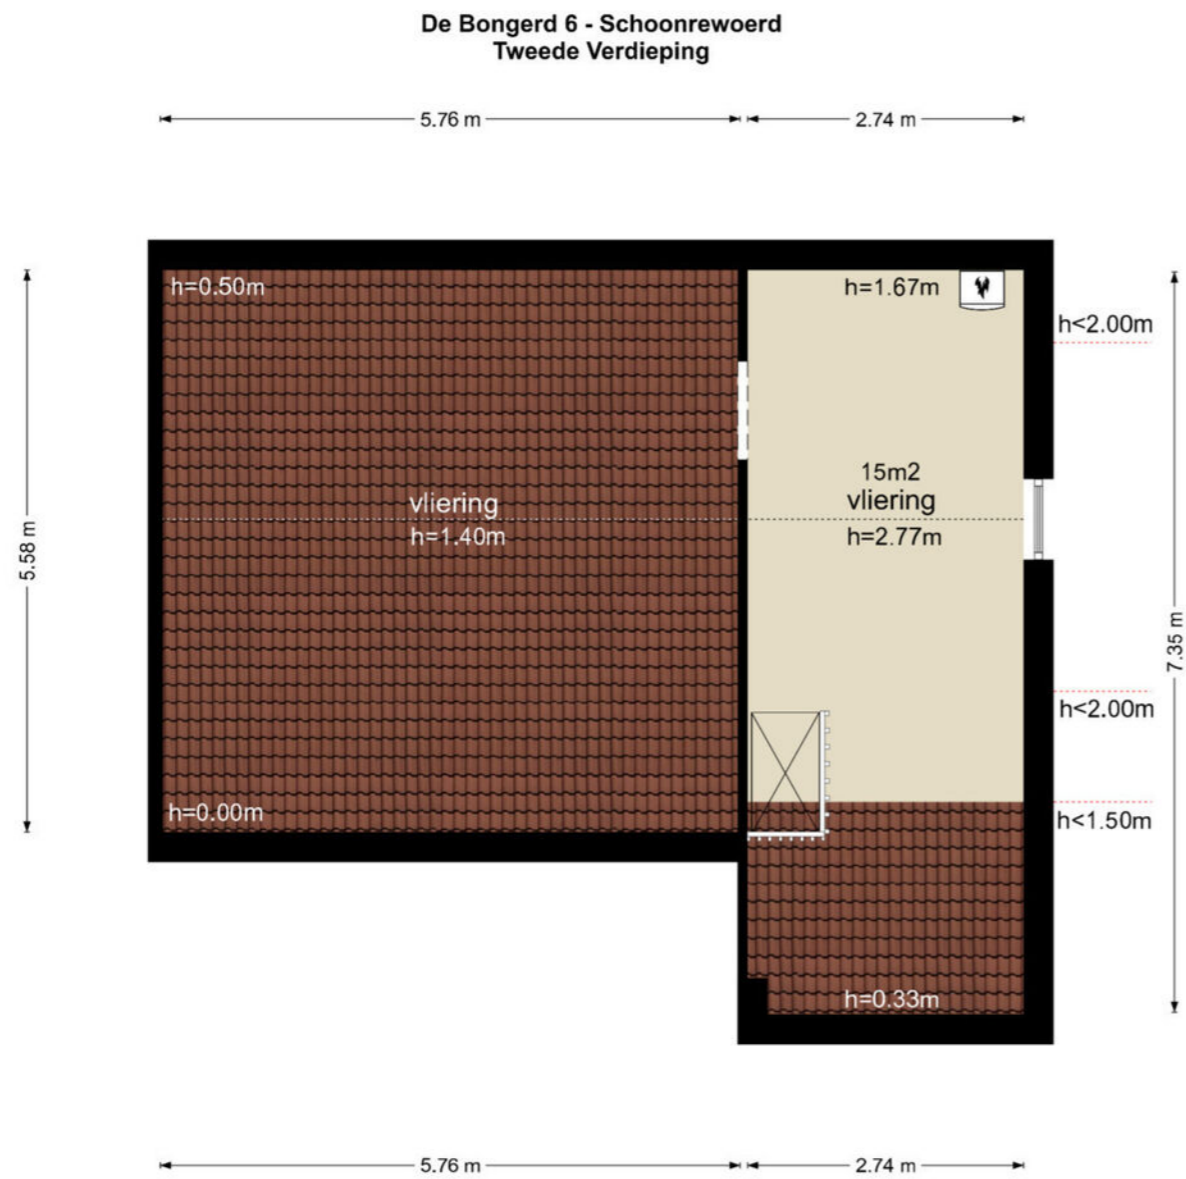 De Bongerd 6 - Schoonrewoerd
Tweede Verdieping
5.76 m
2.74 m
h=0.50m
h=1.67m
h<2.00m
15m2
vliering
vliering
h=1.40m
h=2.77m
5.58 m
7.35 m
h<2.00m
h=0.00m
h<1.50m
h=0.33m
5.76 m
2.74 m